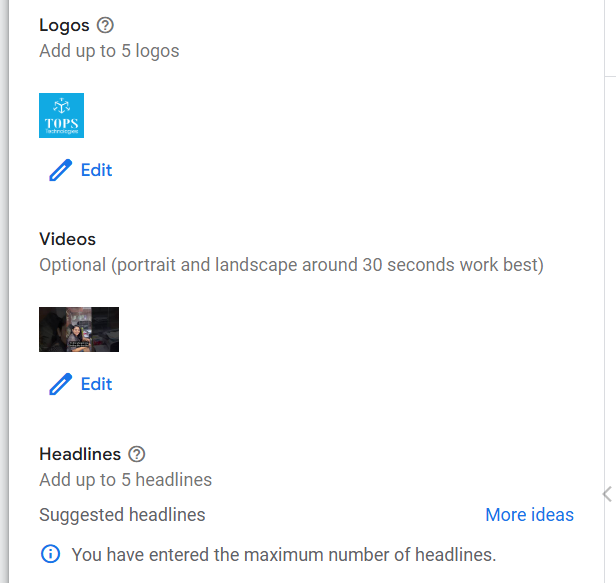 Logos
Add up to 5 logos
TOPS
Technologies
Edit
Videos
Optional (portrait and landscape around 30 seconds work best)
Edit
Headlines
Add up to 5 headlines
Suggested headlines
More ideas
You have entered the maximum number of headlines.